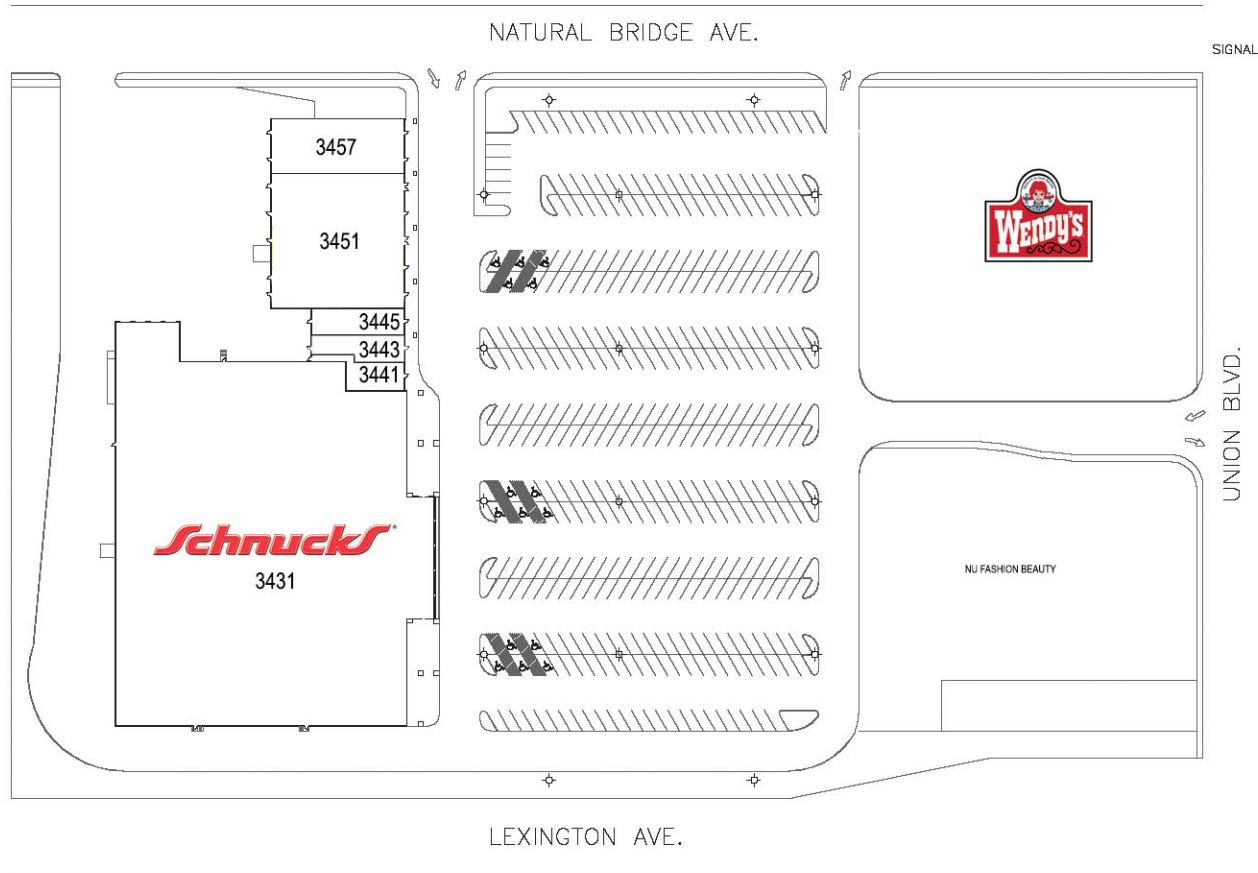 NATURAL BRIDGE AVE.
SIGNAL
3457
3451
WENDY'S
3445
3443
3441
UNION BLVD.
Schnucks®
3431
NU FASHION BEAUTY
LEXINGTON AVE.